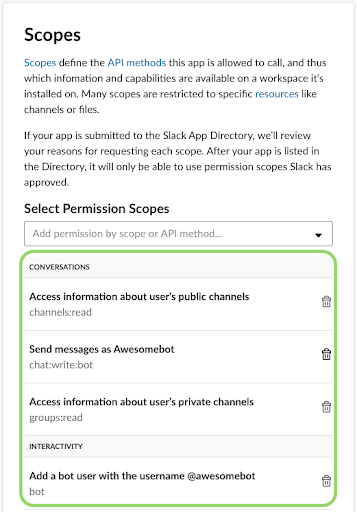 Scopes
Scopes define the API methods this app is allowed to call, and thus
which infomation and capabilities are available on a workspace it's
installed on. Many scopes are restricted to specific resources like
channels or files.
If your app is submitted to the Slack App Directory, we'll review
your reasons for requesting each scope. After your app is listed in
the Directory, it will only be able to use permission scopes Slack has
approved.
Select Permission Scopes
Add permission by scope or API method...
CONVERSATIONS
Access information about user's public channels
channels:read
Send messages as Awesomebot
chat:write:bot
Access information about user's private channels
groups:read
INTERACTIVITY
Add a bot user with the username @awesomebot
bot